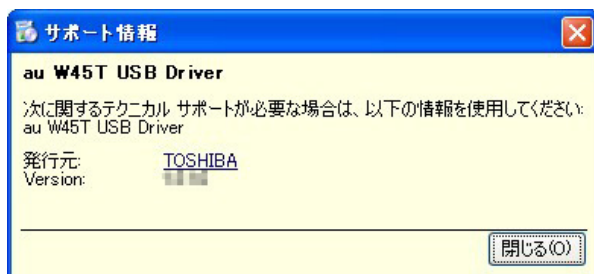 サポート情報
au W45T USB Driver
次に関するテクニカル サポートが必要な場合は、以下の情報を使用してください:
au W45T USB Driver
発行元: TOSHIBA
Version:
閉じる(O)